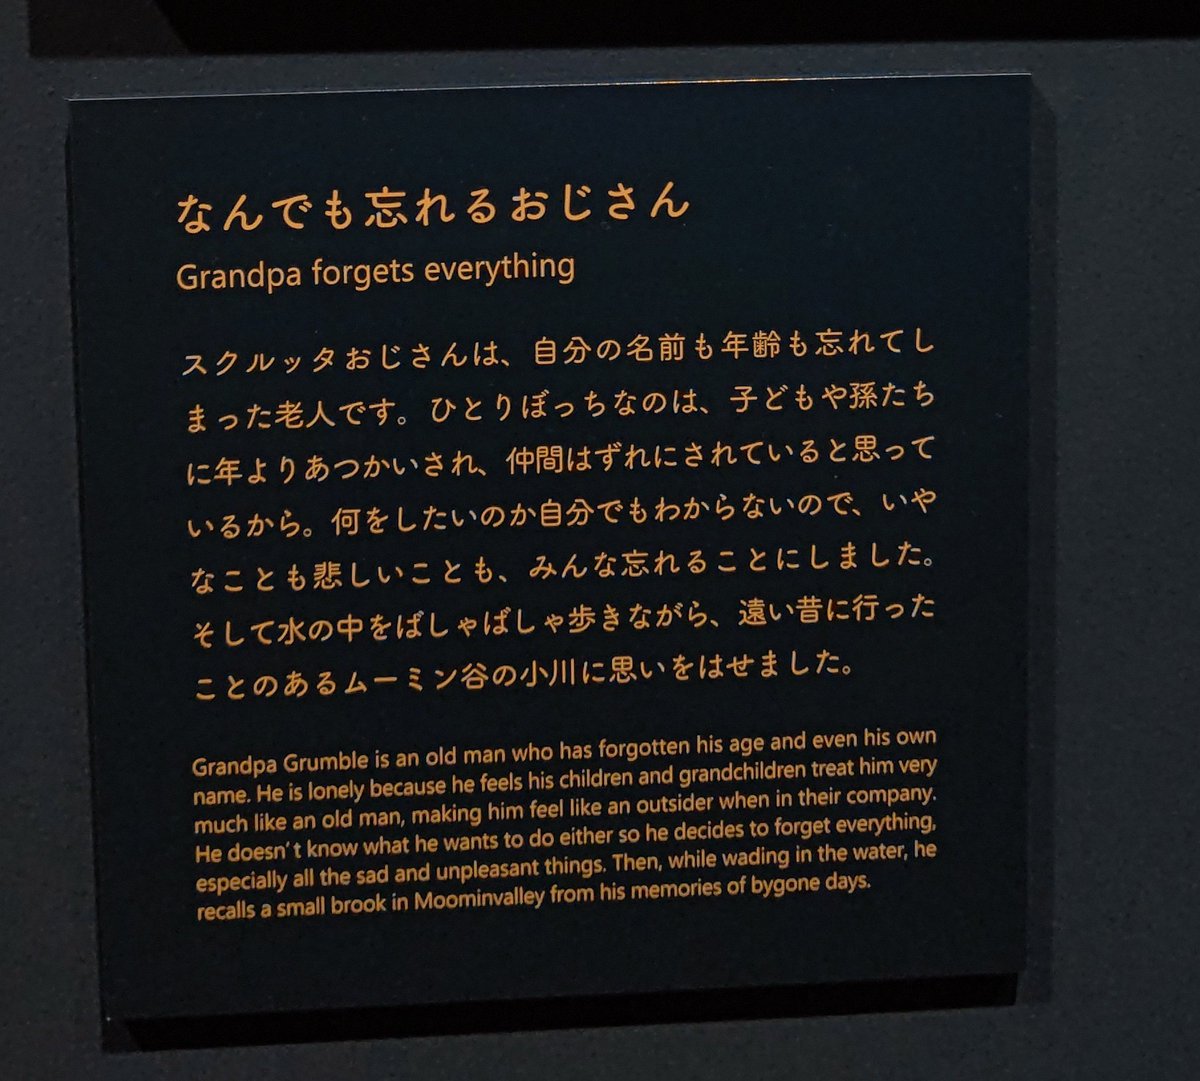 なんでも忘れるおじさん
Grandpa forgets everything
スクルッタおじさんは、自分の名前も年齢も忘れてし
まった老人です。ひとりぼっちなのは、子どもや孫たち
に年よりあつかいされ、仲間はずれにされていると思って
いるから。何をしたいのか自分でもわからないので、いや
なことも悲しいことも、みんな忘れることにしました。
そして水の中をばしゃばしゃ歩きながら、遠い昔に行った
ことのあるムーミン谷の小川に思いをはせました。
Grandpa Grumble is an old man who has forgotten his age and even his own
name. He is lonely because he feels his children and grandchildren treat him very
much like an old man, making him feel like an outsider when in their company.
He doesn't know what he wants to do either so he decides to forget everything,
especially all the sad and unpleasant things. Then, while wading in the water, he
recalls a small brook in Moominvalley from his memories of bygone days.